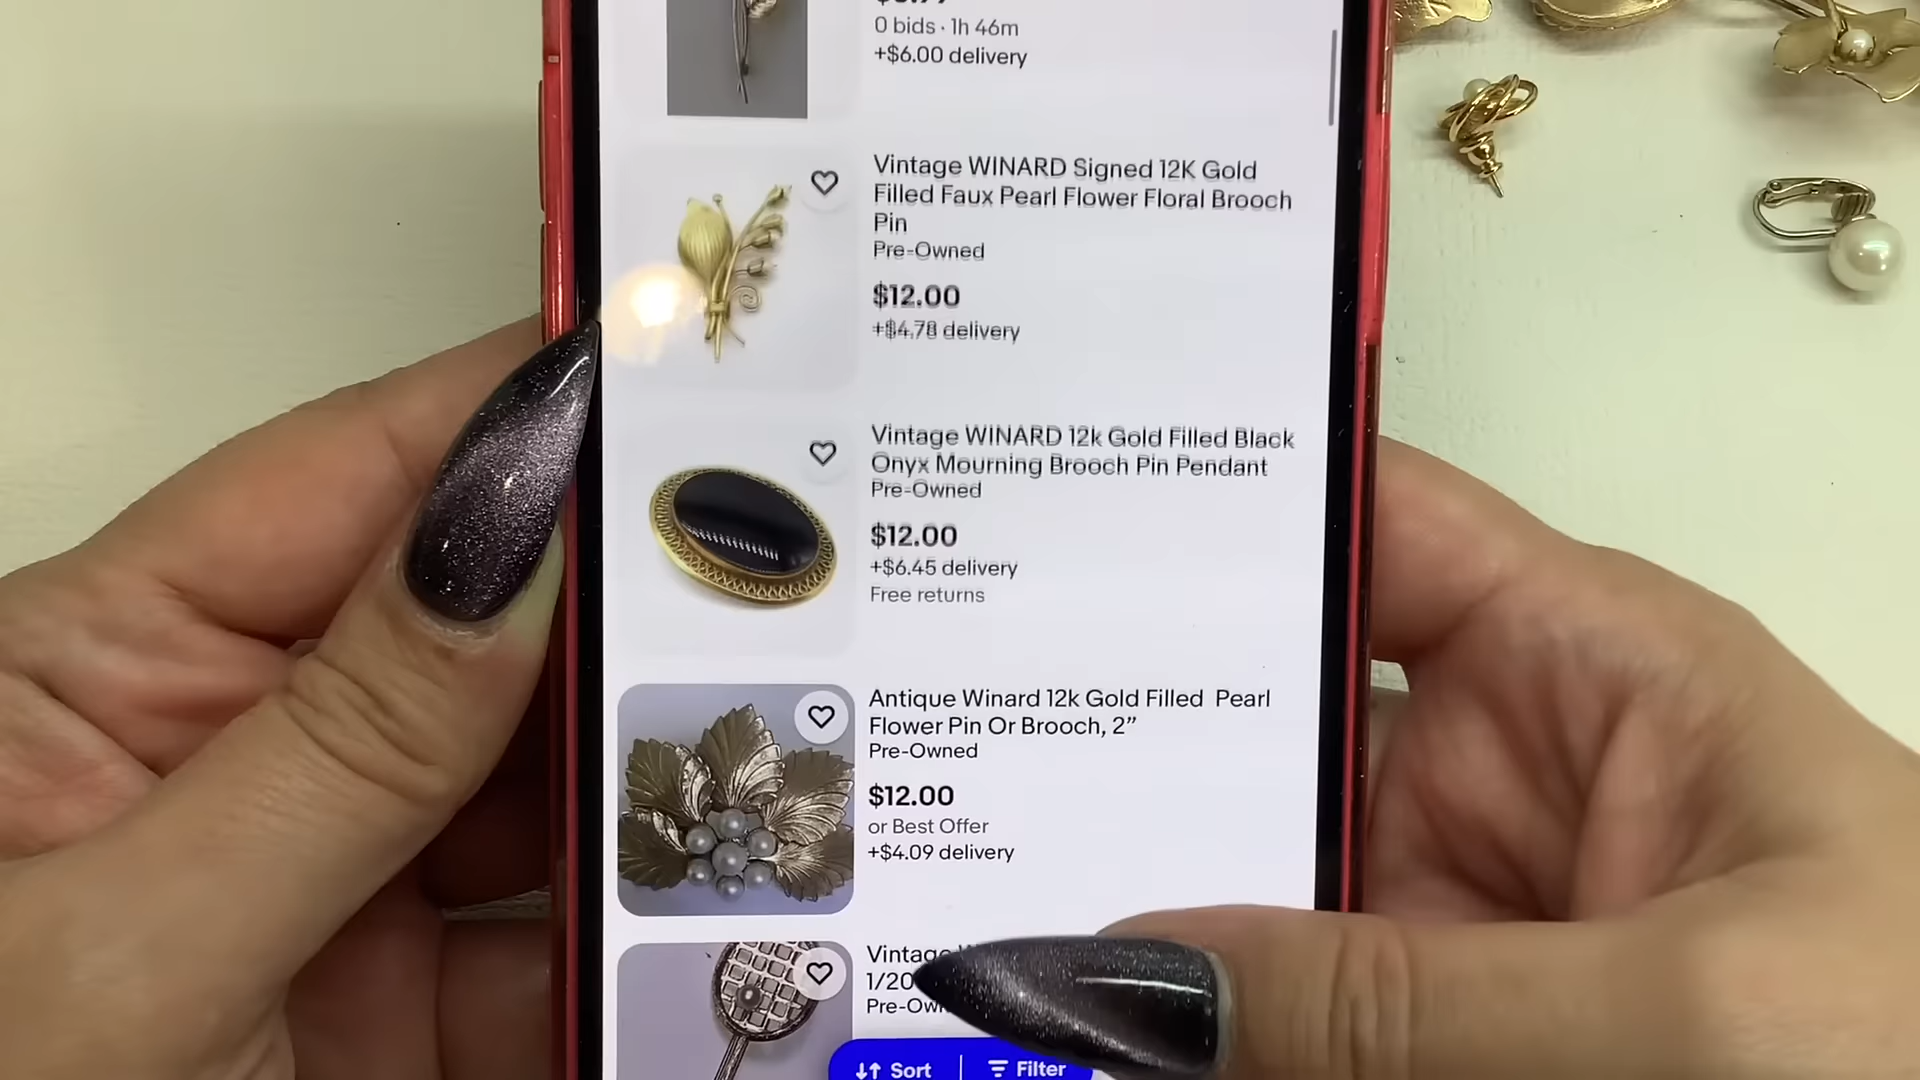 0 bids · 1h 46m
+$6.00 delivery
Vintage WINARD Signed 12K Gold
Filled Faux Pearl Flower Floral Brooch
Pin
Pre-Owned
$12.00
+$4.78 delivery
Vintage WINARD 12k Gold Filled Black
Onyx Mourning Brooch Pin Pendant
Pre-Owned
$12.00
+$6.45 delivery
Free returns
Antique Winard 12k Gold Filled Pearl
Flower Pin Or Brooch, 2”
Pre-Owned
$12.00
or Best Offer
+$4.09 delivery
Vintage
1/20
Sort
Filter